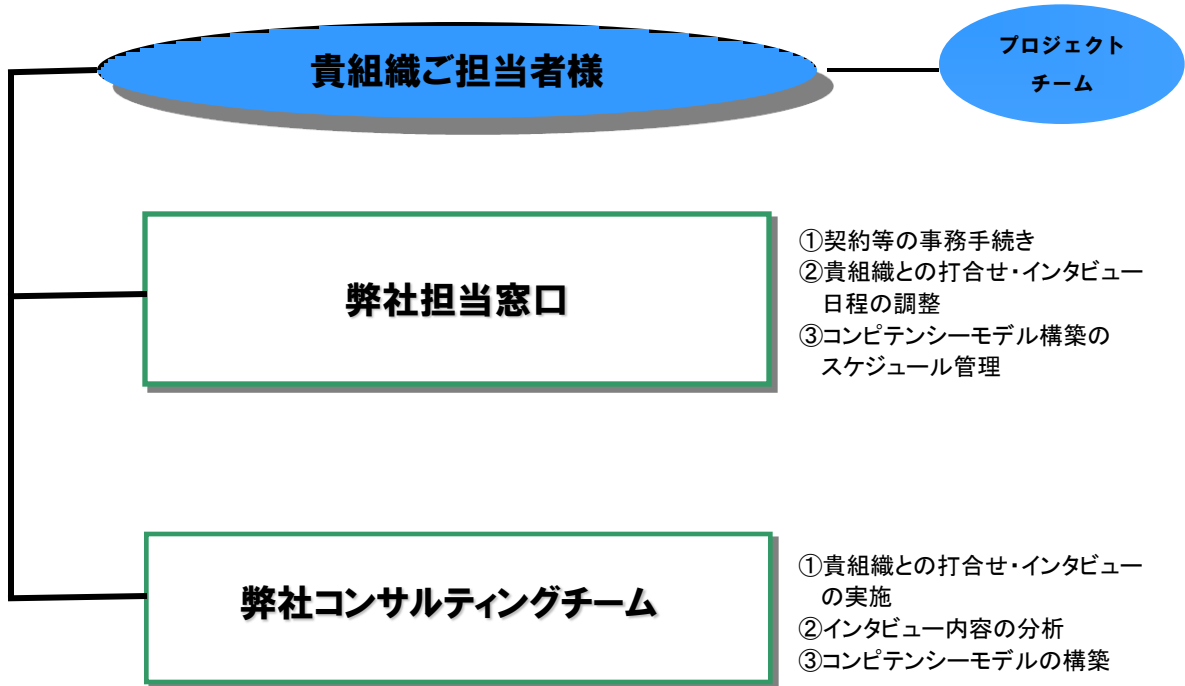 貴組織ご担当者様
プロジェクト
チーム
弊社担当窓口
①契約等の事務手続き
②貴組織との打合せ・インタビュー
日程の調整
③コンピテンシーモデル構築の
スケジュール管理
弊社コンサルティングチーム
①貴組織との打合せ・インタビュー
の実施
②インタビュー内容の分析
③コンピテンシーモデルの構築